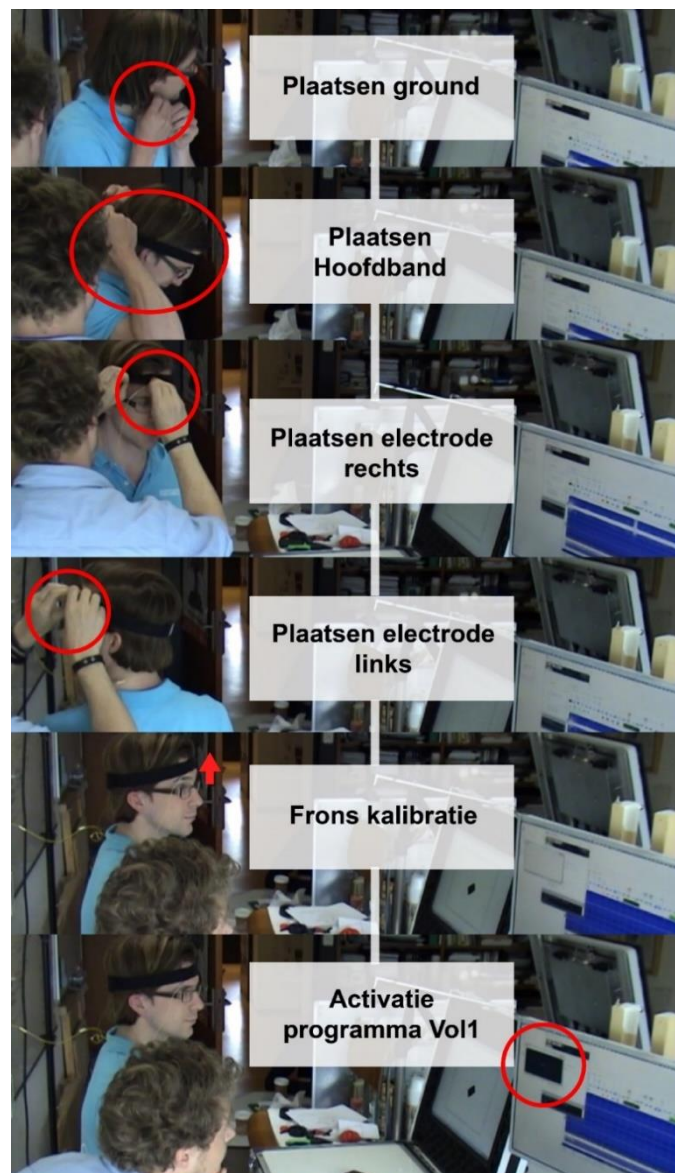 Plaatsen ground
Plaatsen
Hoofdband
Plaatsen electrode
rechts
Plaatsen electrode
links
Frons kalibratie
Activatie
programma Vol1